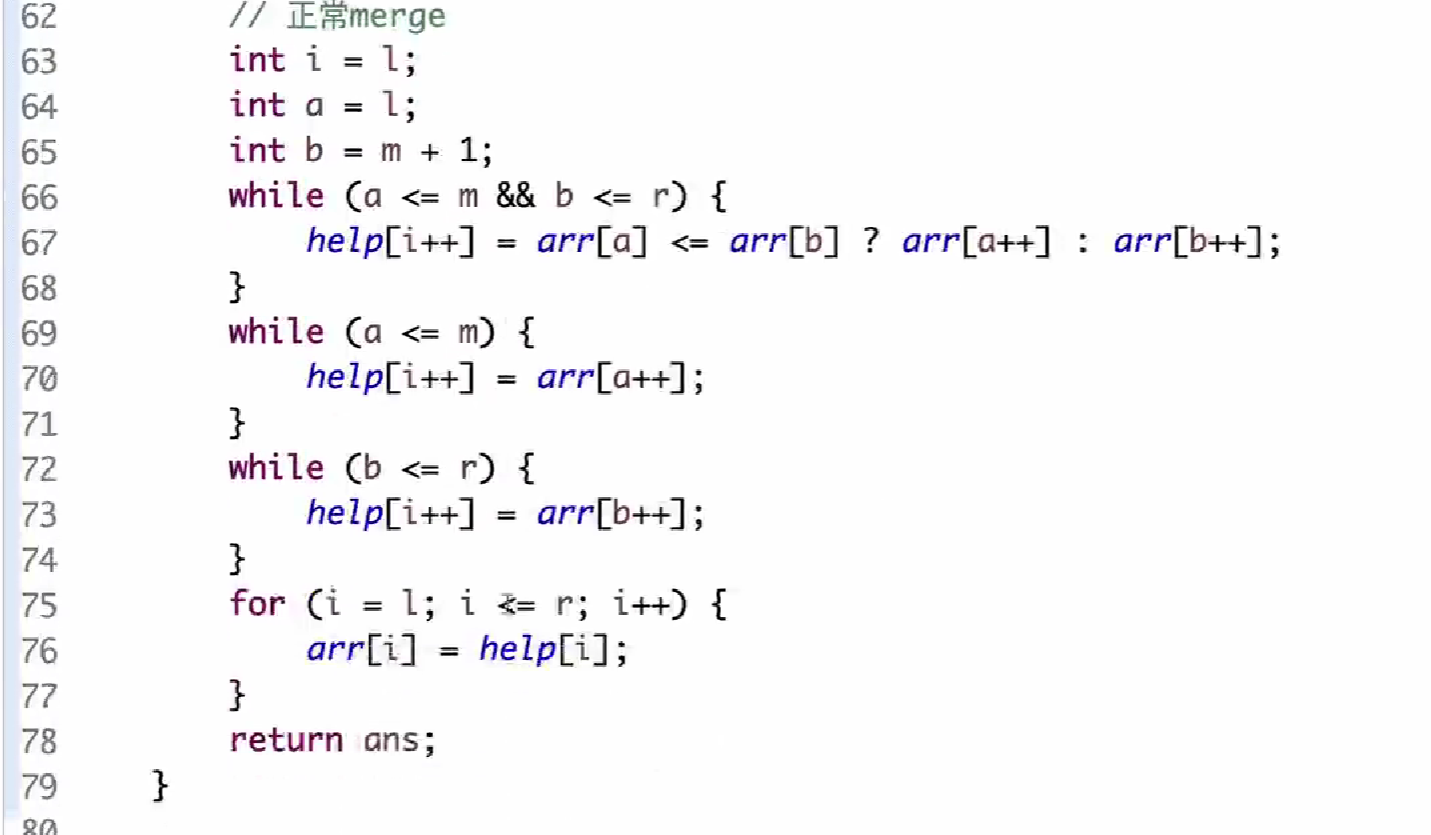 62 // 正常merge
63 int i = l;
64 int a = l;
65 int b = m + 1;
66 while (a <= m && b <= r) {
67 help[i++] = arr[a] <= arr[b] ? arr[a++] : arr[b++];
68 }
69 while (a <= m) {
70 help[i++] = arr[a++];
71 }
72 while (b <= r) {
73 help[i++] = arr[b++];
74 }
75 for (i = l; i <= r; i++) {
76 arr[i] = help[i];
77 }
78 return ans;
79 }
80